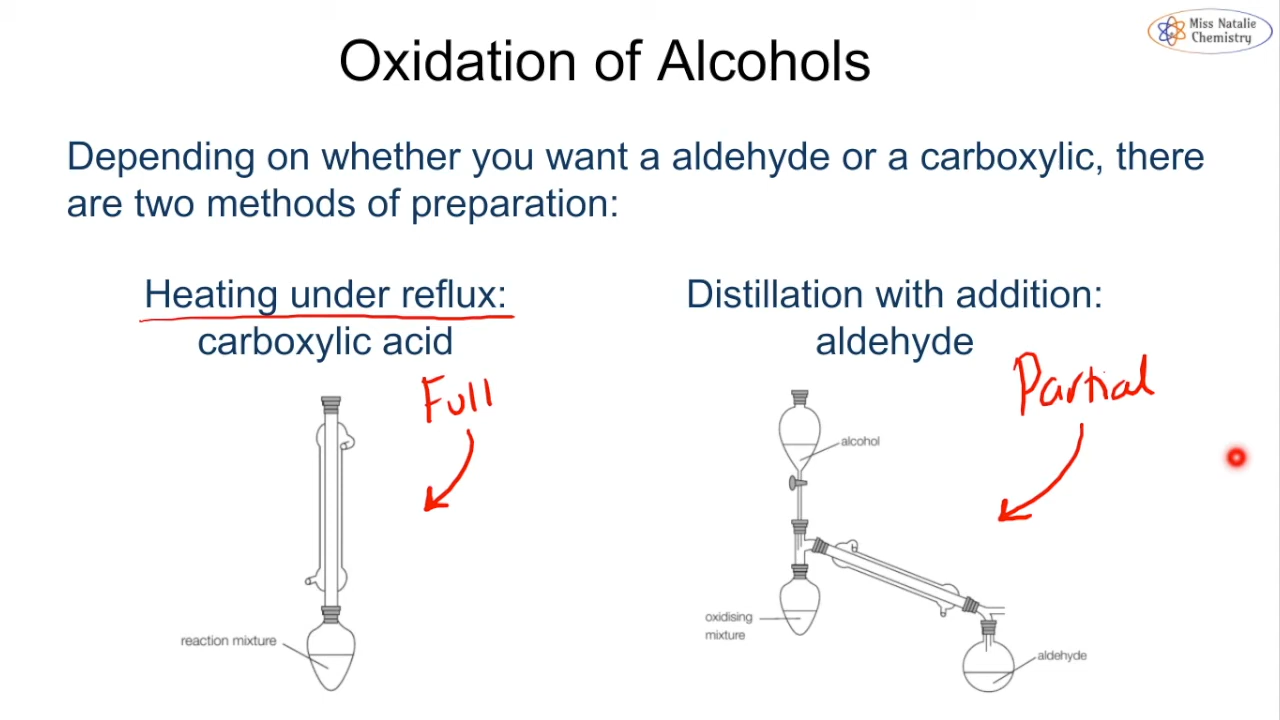 Miss Natalie
Chemistry
Oxidation of Alcohols
Depending on whether you want a aldehyde or a carboxylic, there
are two methods of preparation:
Heating under reflux:
carboxylic acid
Full
reaction mixture
Distillation with addition:
aldehyde
Partial
alcohol
oxidising
mixture
aldehyde